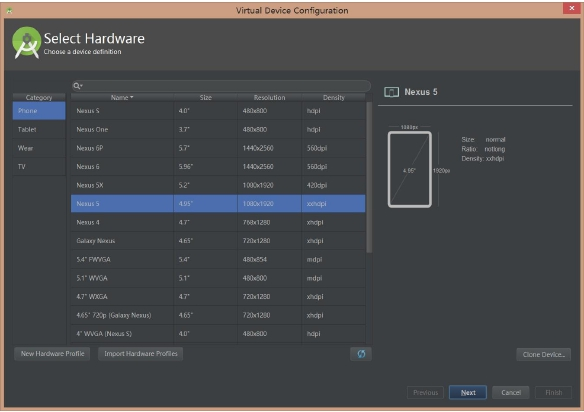 Virtual Device Configuration
Select Hardware
Choose a device definition
Category
Name Size Resolution Density
Phone
Tablet
Wear
TV
Nexus S 4.0" 480x800 hdpi
Nexus One 3.7" 480x800 hdpi
Nexus 6P 5.7" 1440x2560 560dpi
Nexus 6 5.96" 1440x2560 560dpi
Nexus 5X 5.2" 1080x1920 420dpi
Nexus 5 4.95" 1080x1920 xxhdpi
Nexus 4 4.7" 768x1280 xhdpi
Galaxy Nexus 4.65" 720x1280 xhdpi
5.4" FWVGA 5.4" 480x854 mdpi
5.1" WVGA 5.1" 480x800 mdpi
4.7" WXGA 4.7" 720x1280 xhdpi
4.65" 720p (Galaxy Nexus) 4.65" 720x1280 xhdpi
4" WVGA (Nexus S) 4.0" 480x800 hdpi
Nexus 5
1080px
4.95"
1920px
Size: normal
Ratio: notlong
Density: xxhdpi
New Hardware Profile
Import Hardware Profiles
Clone Device...
Previous
Next
Cancel
Finish